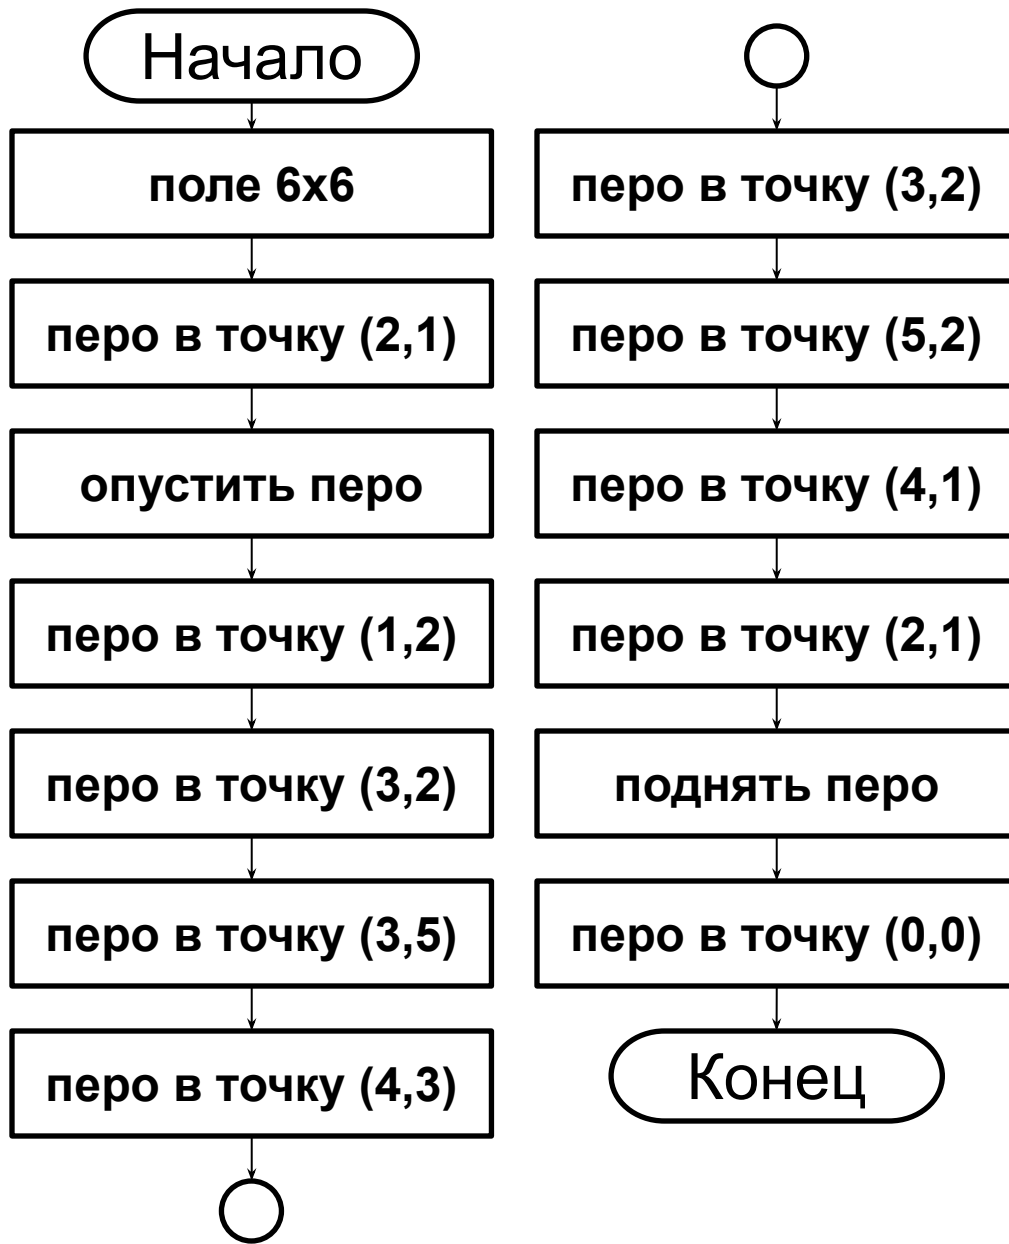 Начало
поле 6x6
перо в точку (2,1)
опустить перо
перо в точку (1,2)
перо в точку (3,2)
перо в точку (3,5)
перо в точку (4,3)
перо в точку (3,2)
перо в точку (5,2)
перо в точку (4,1)
перо в точку (2,1)
поднять перо
перо в точку (0,0)
Конец